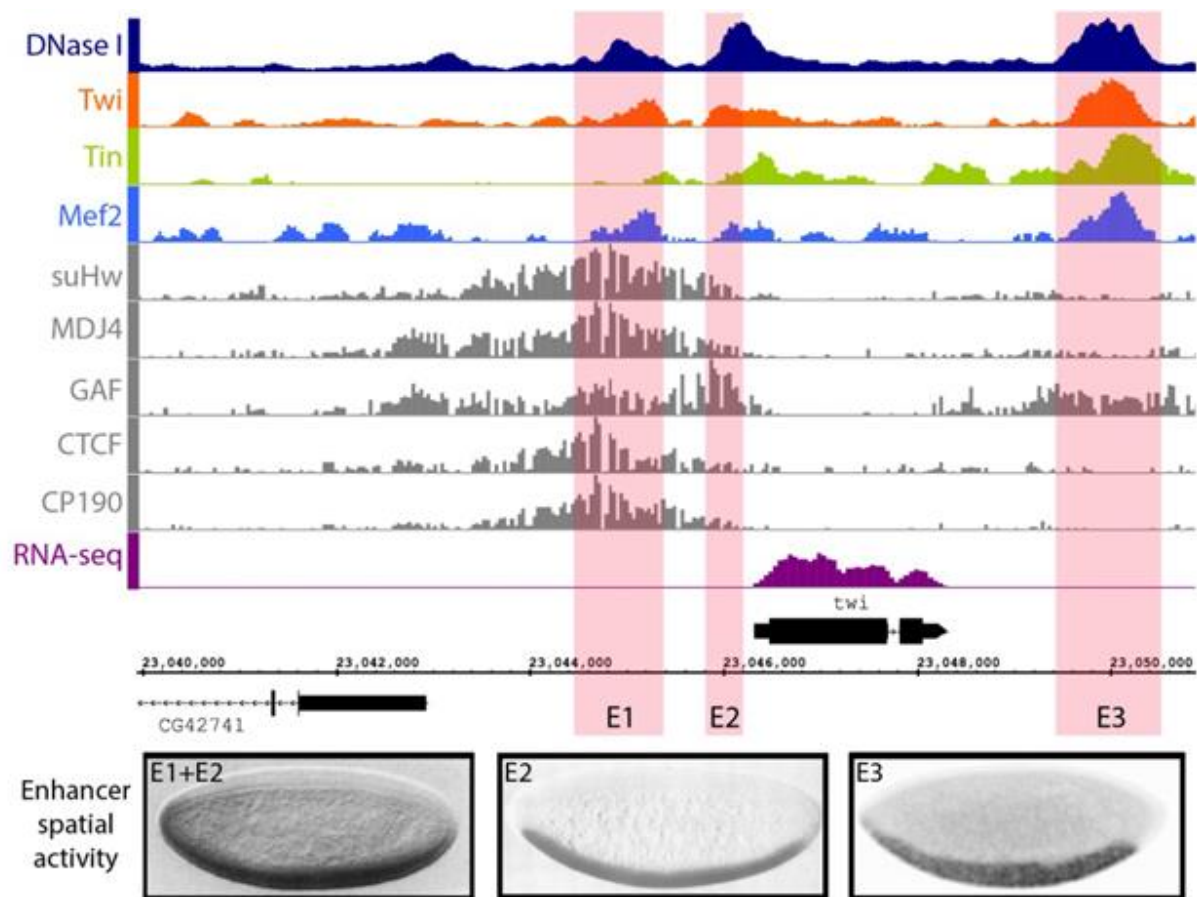 DNase I
Twi
Tin
Mef2
suHw
MDJ4
GAF
CTCF
CP190
RNA-seq
twi
23,040,000 23,042,000 23,044,000 23,046,000 23,048,000 23,050,000
CG42741
E1 E2 E3
Enhancer
spatial
activity
E1+E2
E2
E3